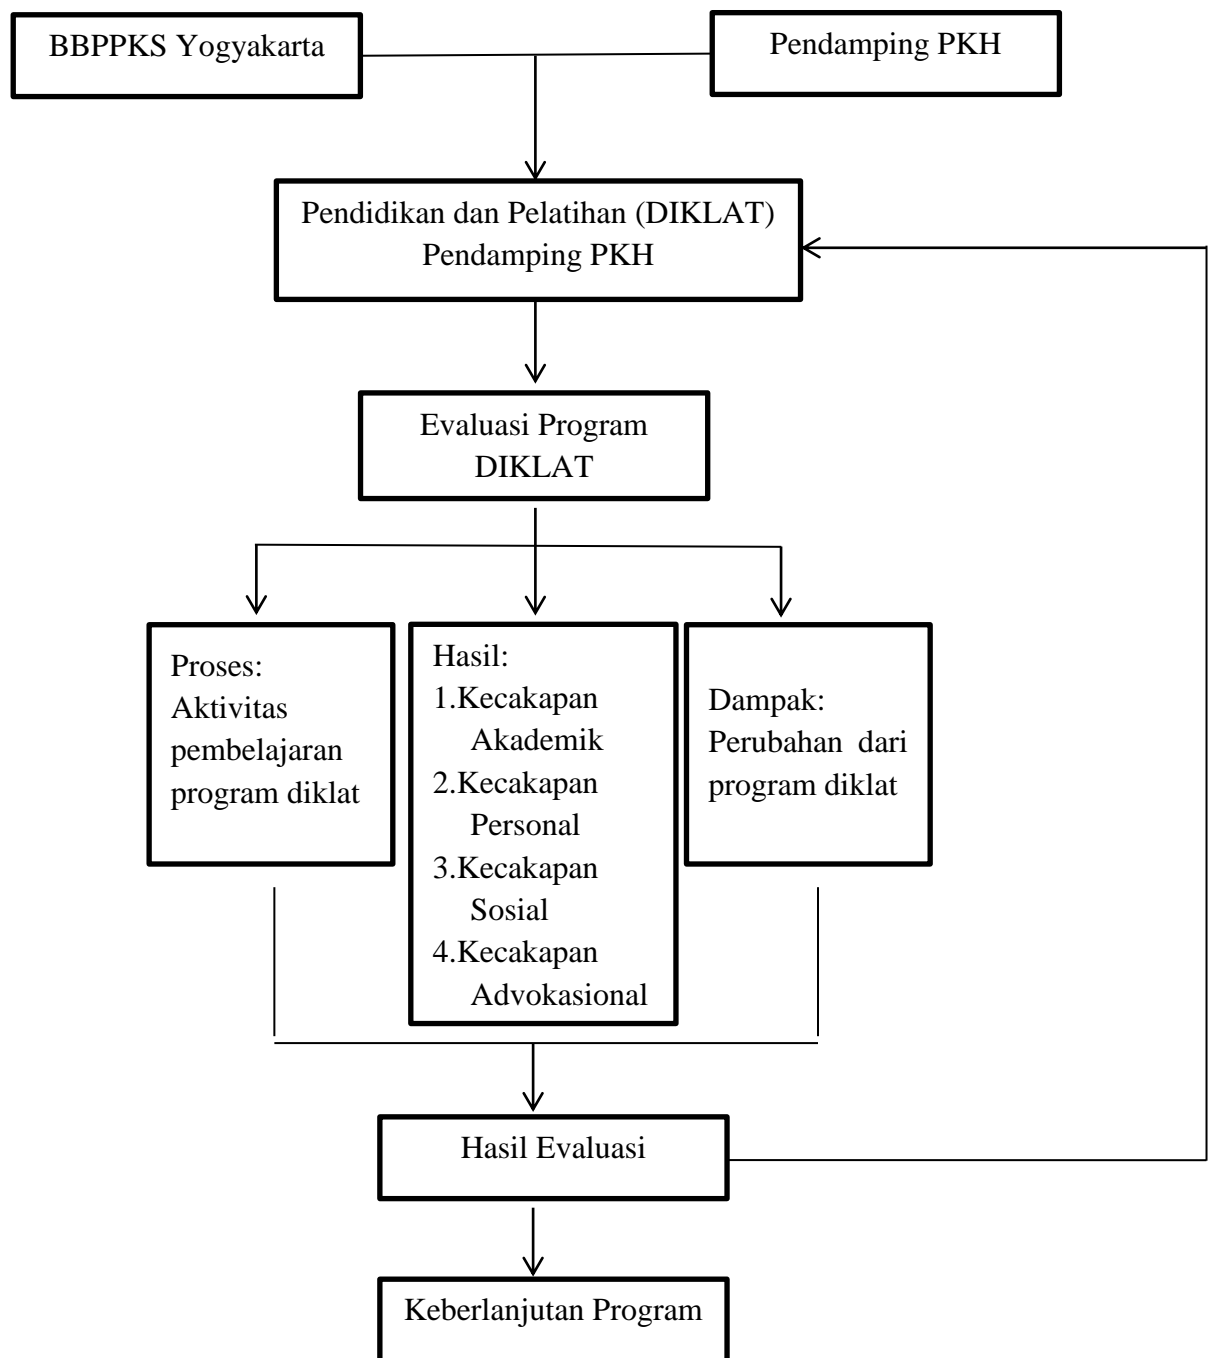 BBPPKS Yogyakarta
Pendamping PKH
Pendidikan dan Pelatihan (DIKLAT)
Pendamping PKH
Evaluasi Program
DIKLAT
Proses:
Aktivitas
pembelajaran
program diklat
Hasil:
1.Kecakapan
Akademik
2.Kecakapan
Personal
3.Kecakapan
Sosial
4.Kecakapan
Advokasional
Dampak:
Perubahan dari
program diklat
Hasil Evaluasi
Keberlanjutan Program